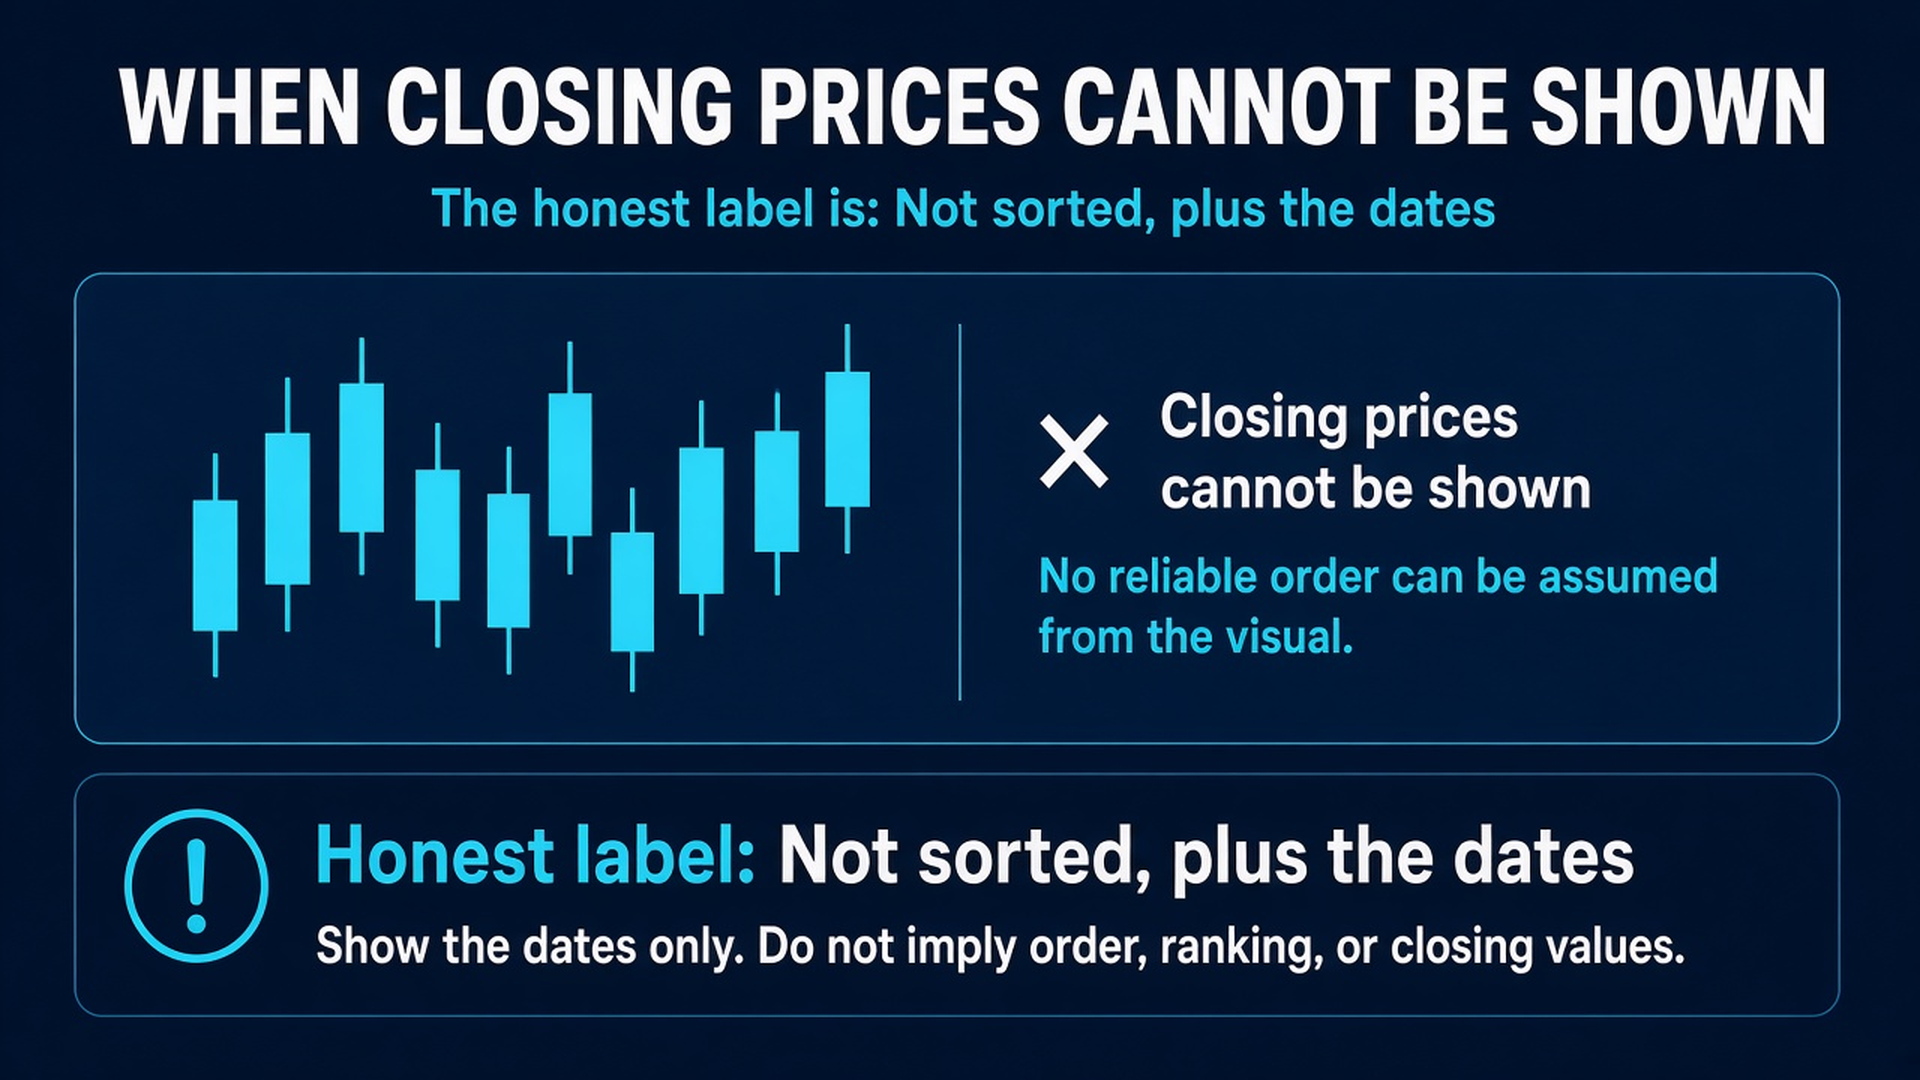 WHEN CLOSING PRICES CANNOT BE SHOWN
The honest label is: Not sorted, plus the dates
Closing prices
cannot be shown
No reliable order can be assumed
from the visual.
Honest label: Not sorted, plus the dates
Show the dates only. Do not imply order, ranking, or closing values.